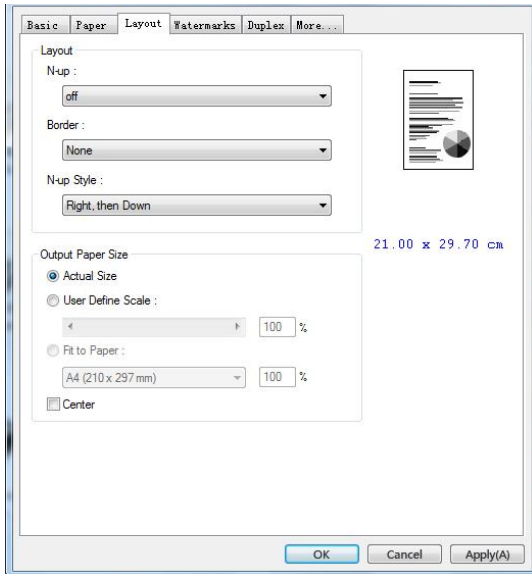 Basic Paper Layout Watermarks Duplex More...
Layout
N-up :
off
Border :
None
N-up Style :
Right, then Down
21.00 x 29.70 cm
Output Paper Size
Actual Size
User Define Scale :
100 %
Fit to Paper :
A4 (210 x 297 mm) 100 %
Center
OK Cancel Apply(A)